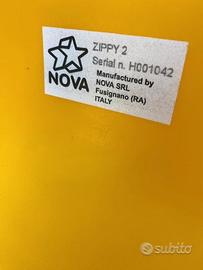 ZIPPY 2
Serial n. H001042
NOVA
Manufactured by
NOVA SRL
Fusignano (RA)
ITALY
subito